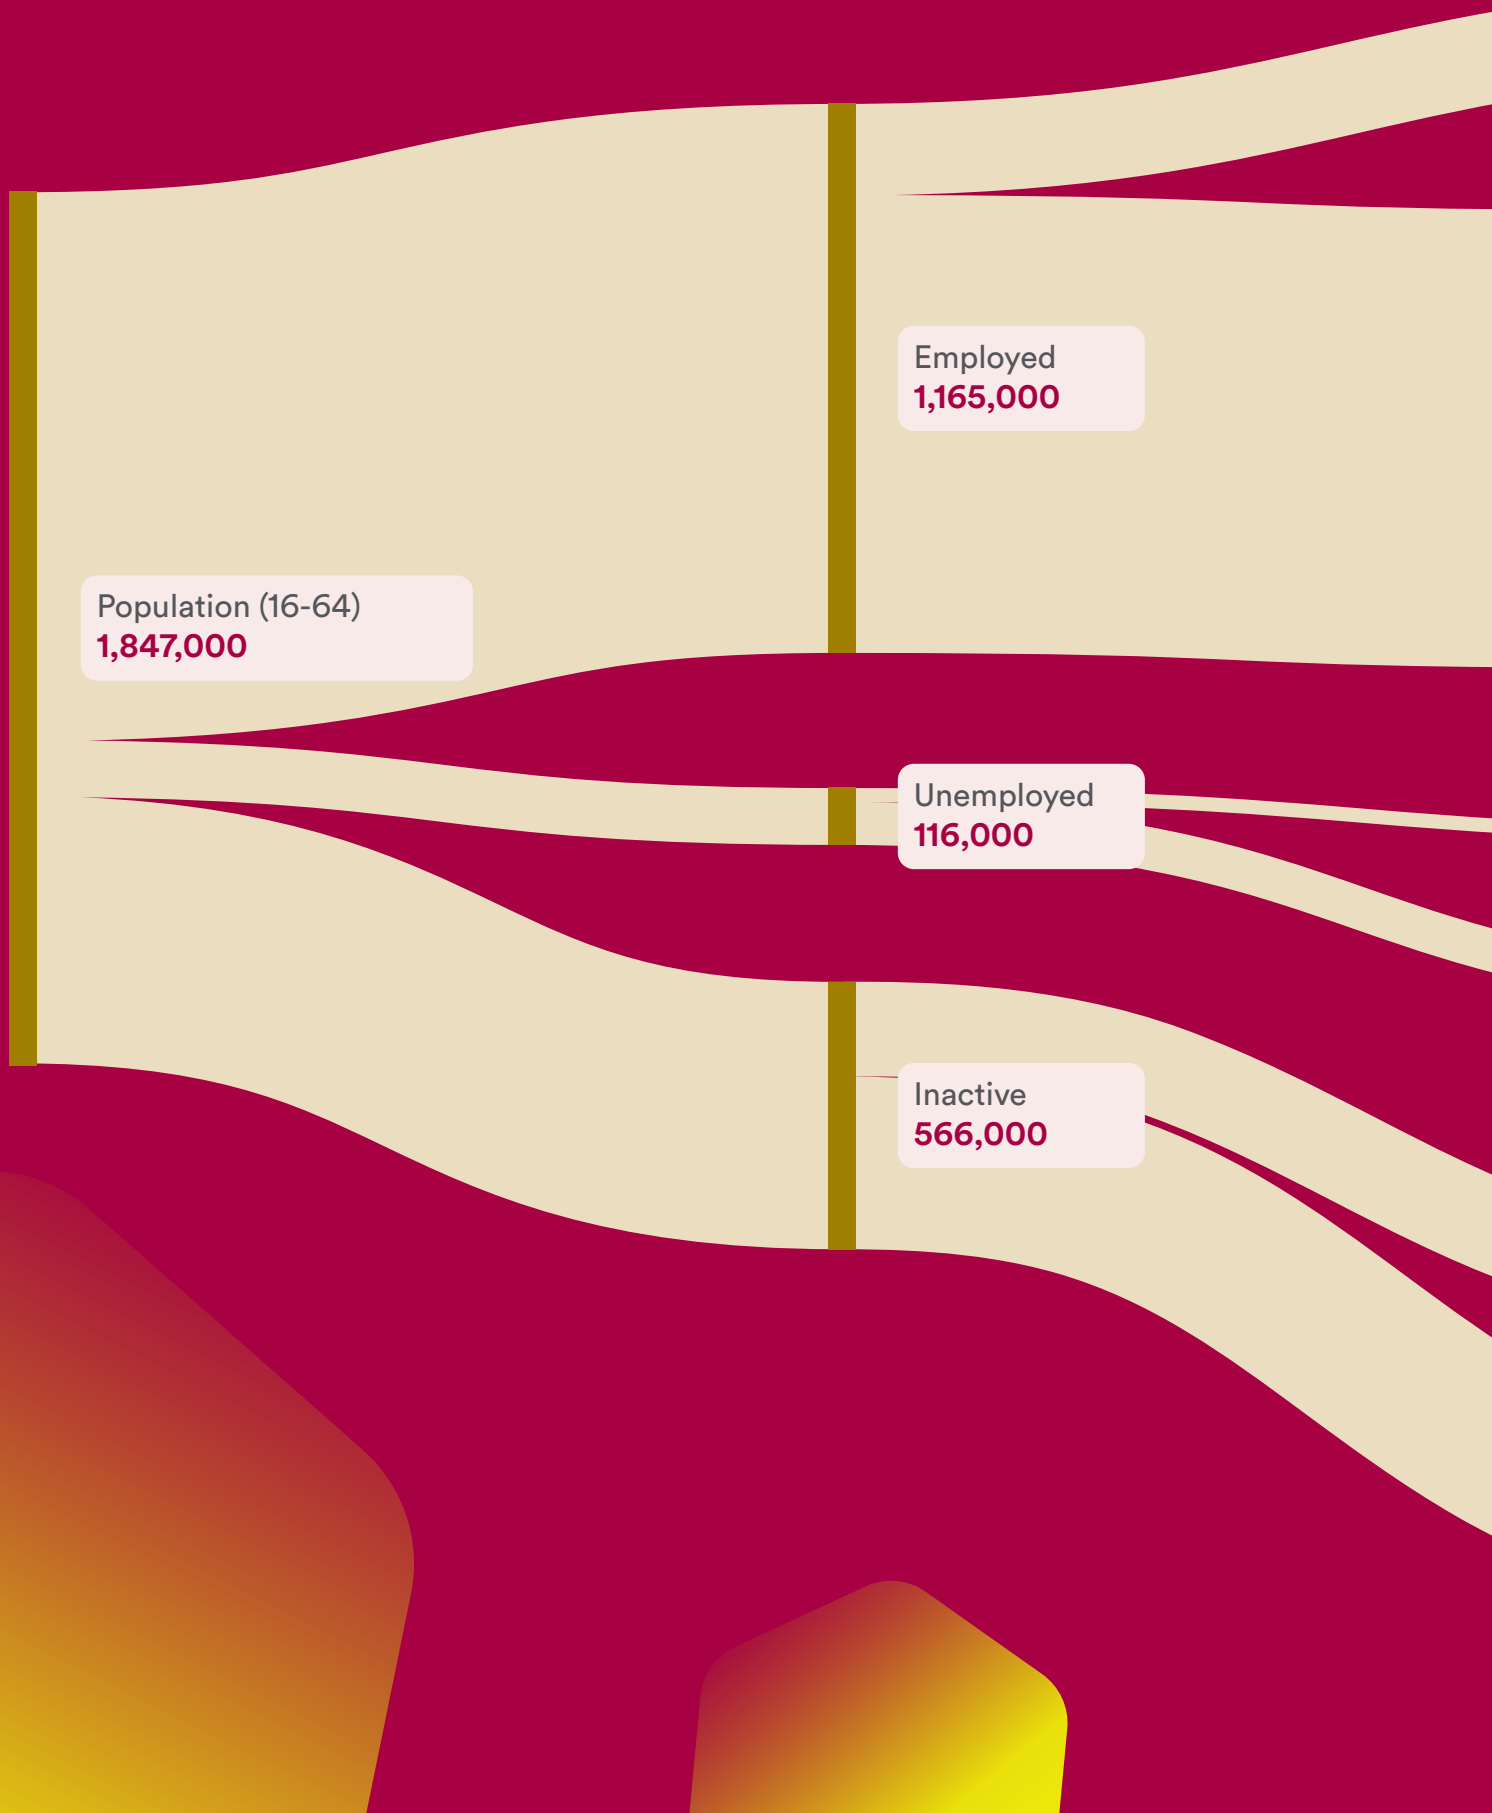 Employed
1,165,000
Population (16-64)
1,847,000
Unemployed
116,000
Inactive
566,000